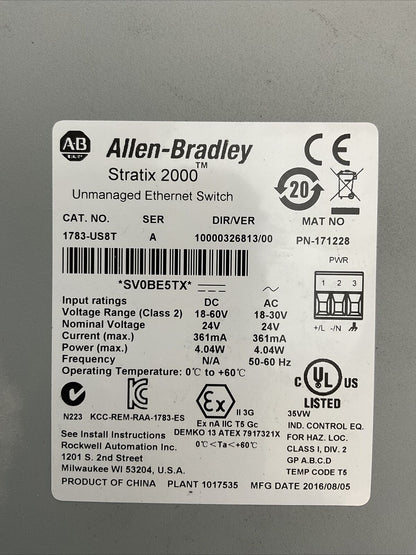 AB
Allen-Bradley™
Stratix 2000
Unmanaged Ethernet Switch
CE
20
CAT. NO. SER DIR/VER MAT NO
1783-US8T A 10000326813/00 PN-171228
*SV0BE5TX*
PWR
1 2 3
+/L -/N
Input ratings DC AC
Voltage Range (Class 2) 18-60V 18-30V
Nominal Voltage 24V 24V
Current (max.) 361mA 361mA
Power (max.) 4.04W 4.04W
Frequency N/A 50-60 Hz
Operating Temperature: 0°C to +60°C
N223 KCC-REM-RAA-1783-ES
Ex II 3G
Ex nA IIC T5 Gc
DEMKO 13 ATEX 7917321X
0°C<Ta<+60°C
C UL US
LISTED
35VW
IND. CONTROL EQ.
FOR HAZ. LOC.
CLASS I, DIV. 2
GP A,B,C,D
TEMP CODE T5
See Install Instructions
Rockwell Automation Inc.
1201 S. 2nd Street
Milwaukee WI 53204, U.S.A.
PRODUCT OF CHINA PLANT 1017535 MFG DATE 2016/08/05